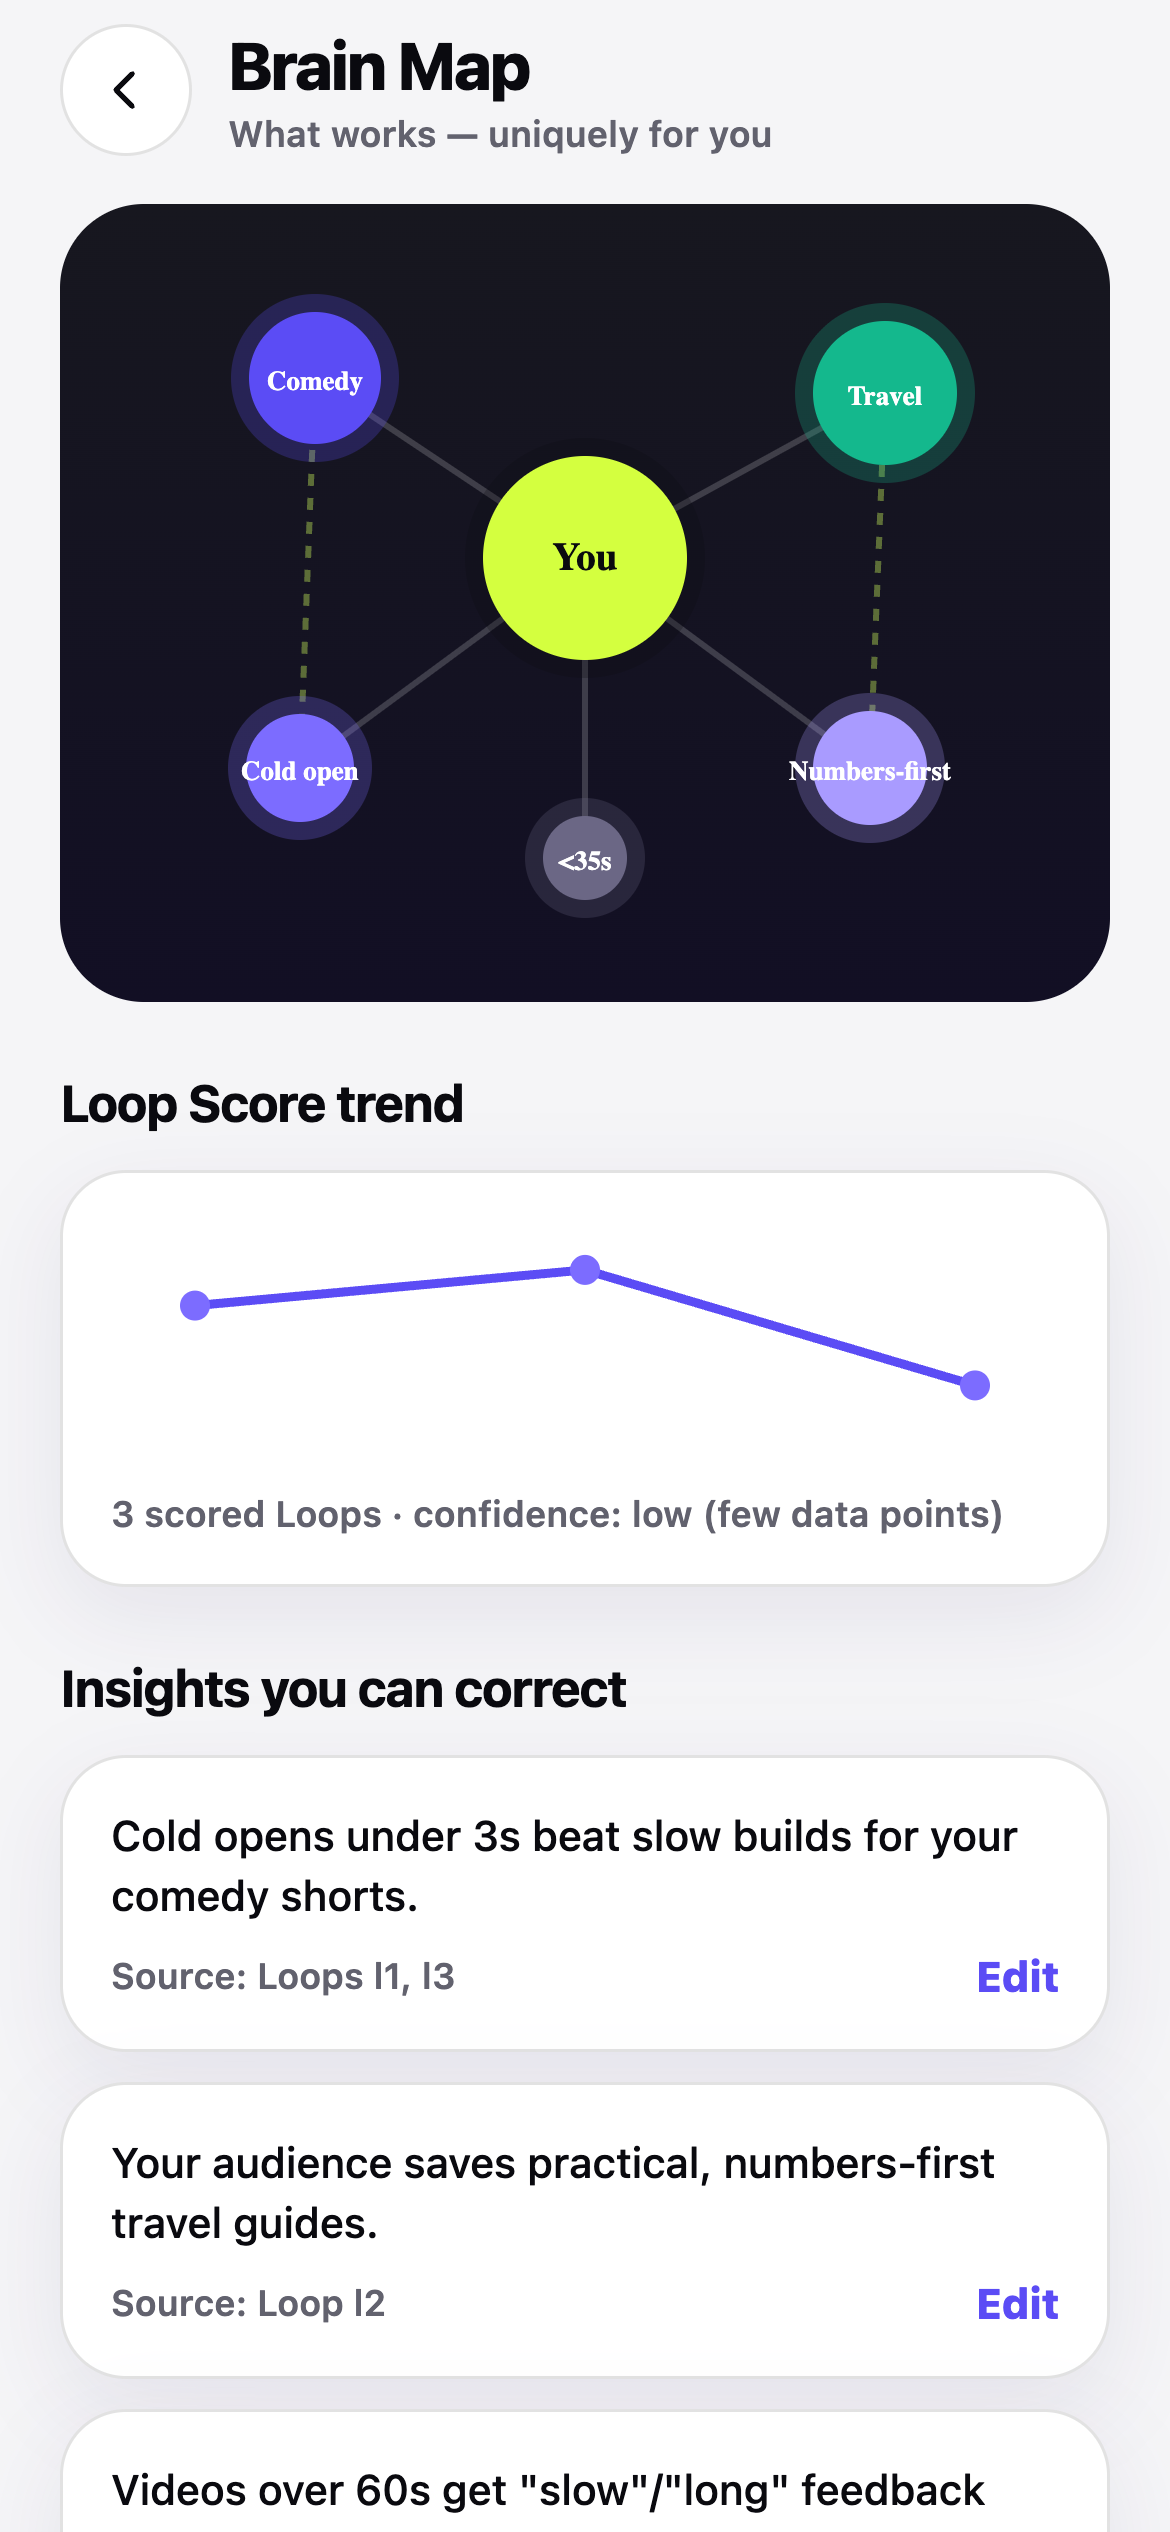 Brain Map
What works — uniquely for you
Comedy
Travel
You
Cold open
Numbers-first
<35s
Loop Score trend
3 scored Loops · confidence: low (few data points)
Insights you can correct
Cold opens under 3s beat slow builds for your
comedy shorts.
Source: Loops l1, l3
Edit
Your audience saves practical, numbers-first
travel guides.
Source: Loop l2
Edit
Videos over 60s get "slow"/"long" feedback